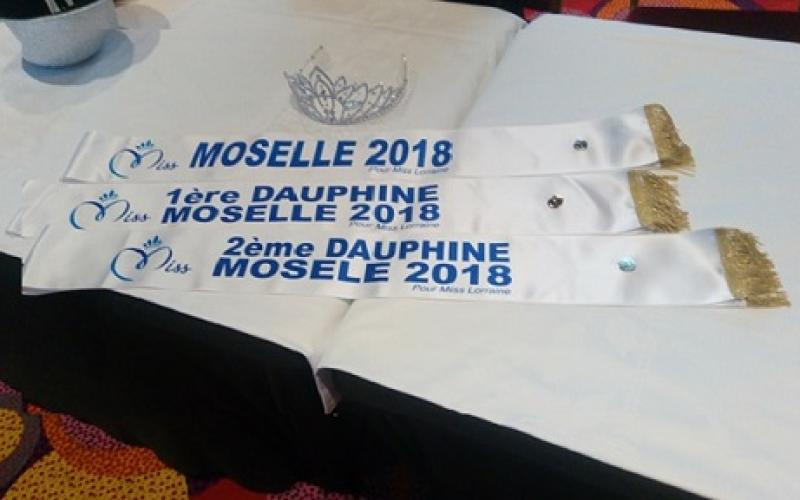 Miss MOSELLE 2018
Pour Miss Lorraine
Miss 1ère DAUPHINE
MOSELLE 2018
Pour Miss Lorraine
Miss 2ème DAUPHINE
MOSELE 2018
Pour Miss Lorraine